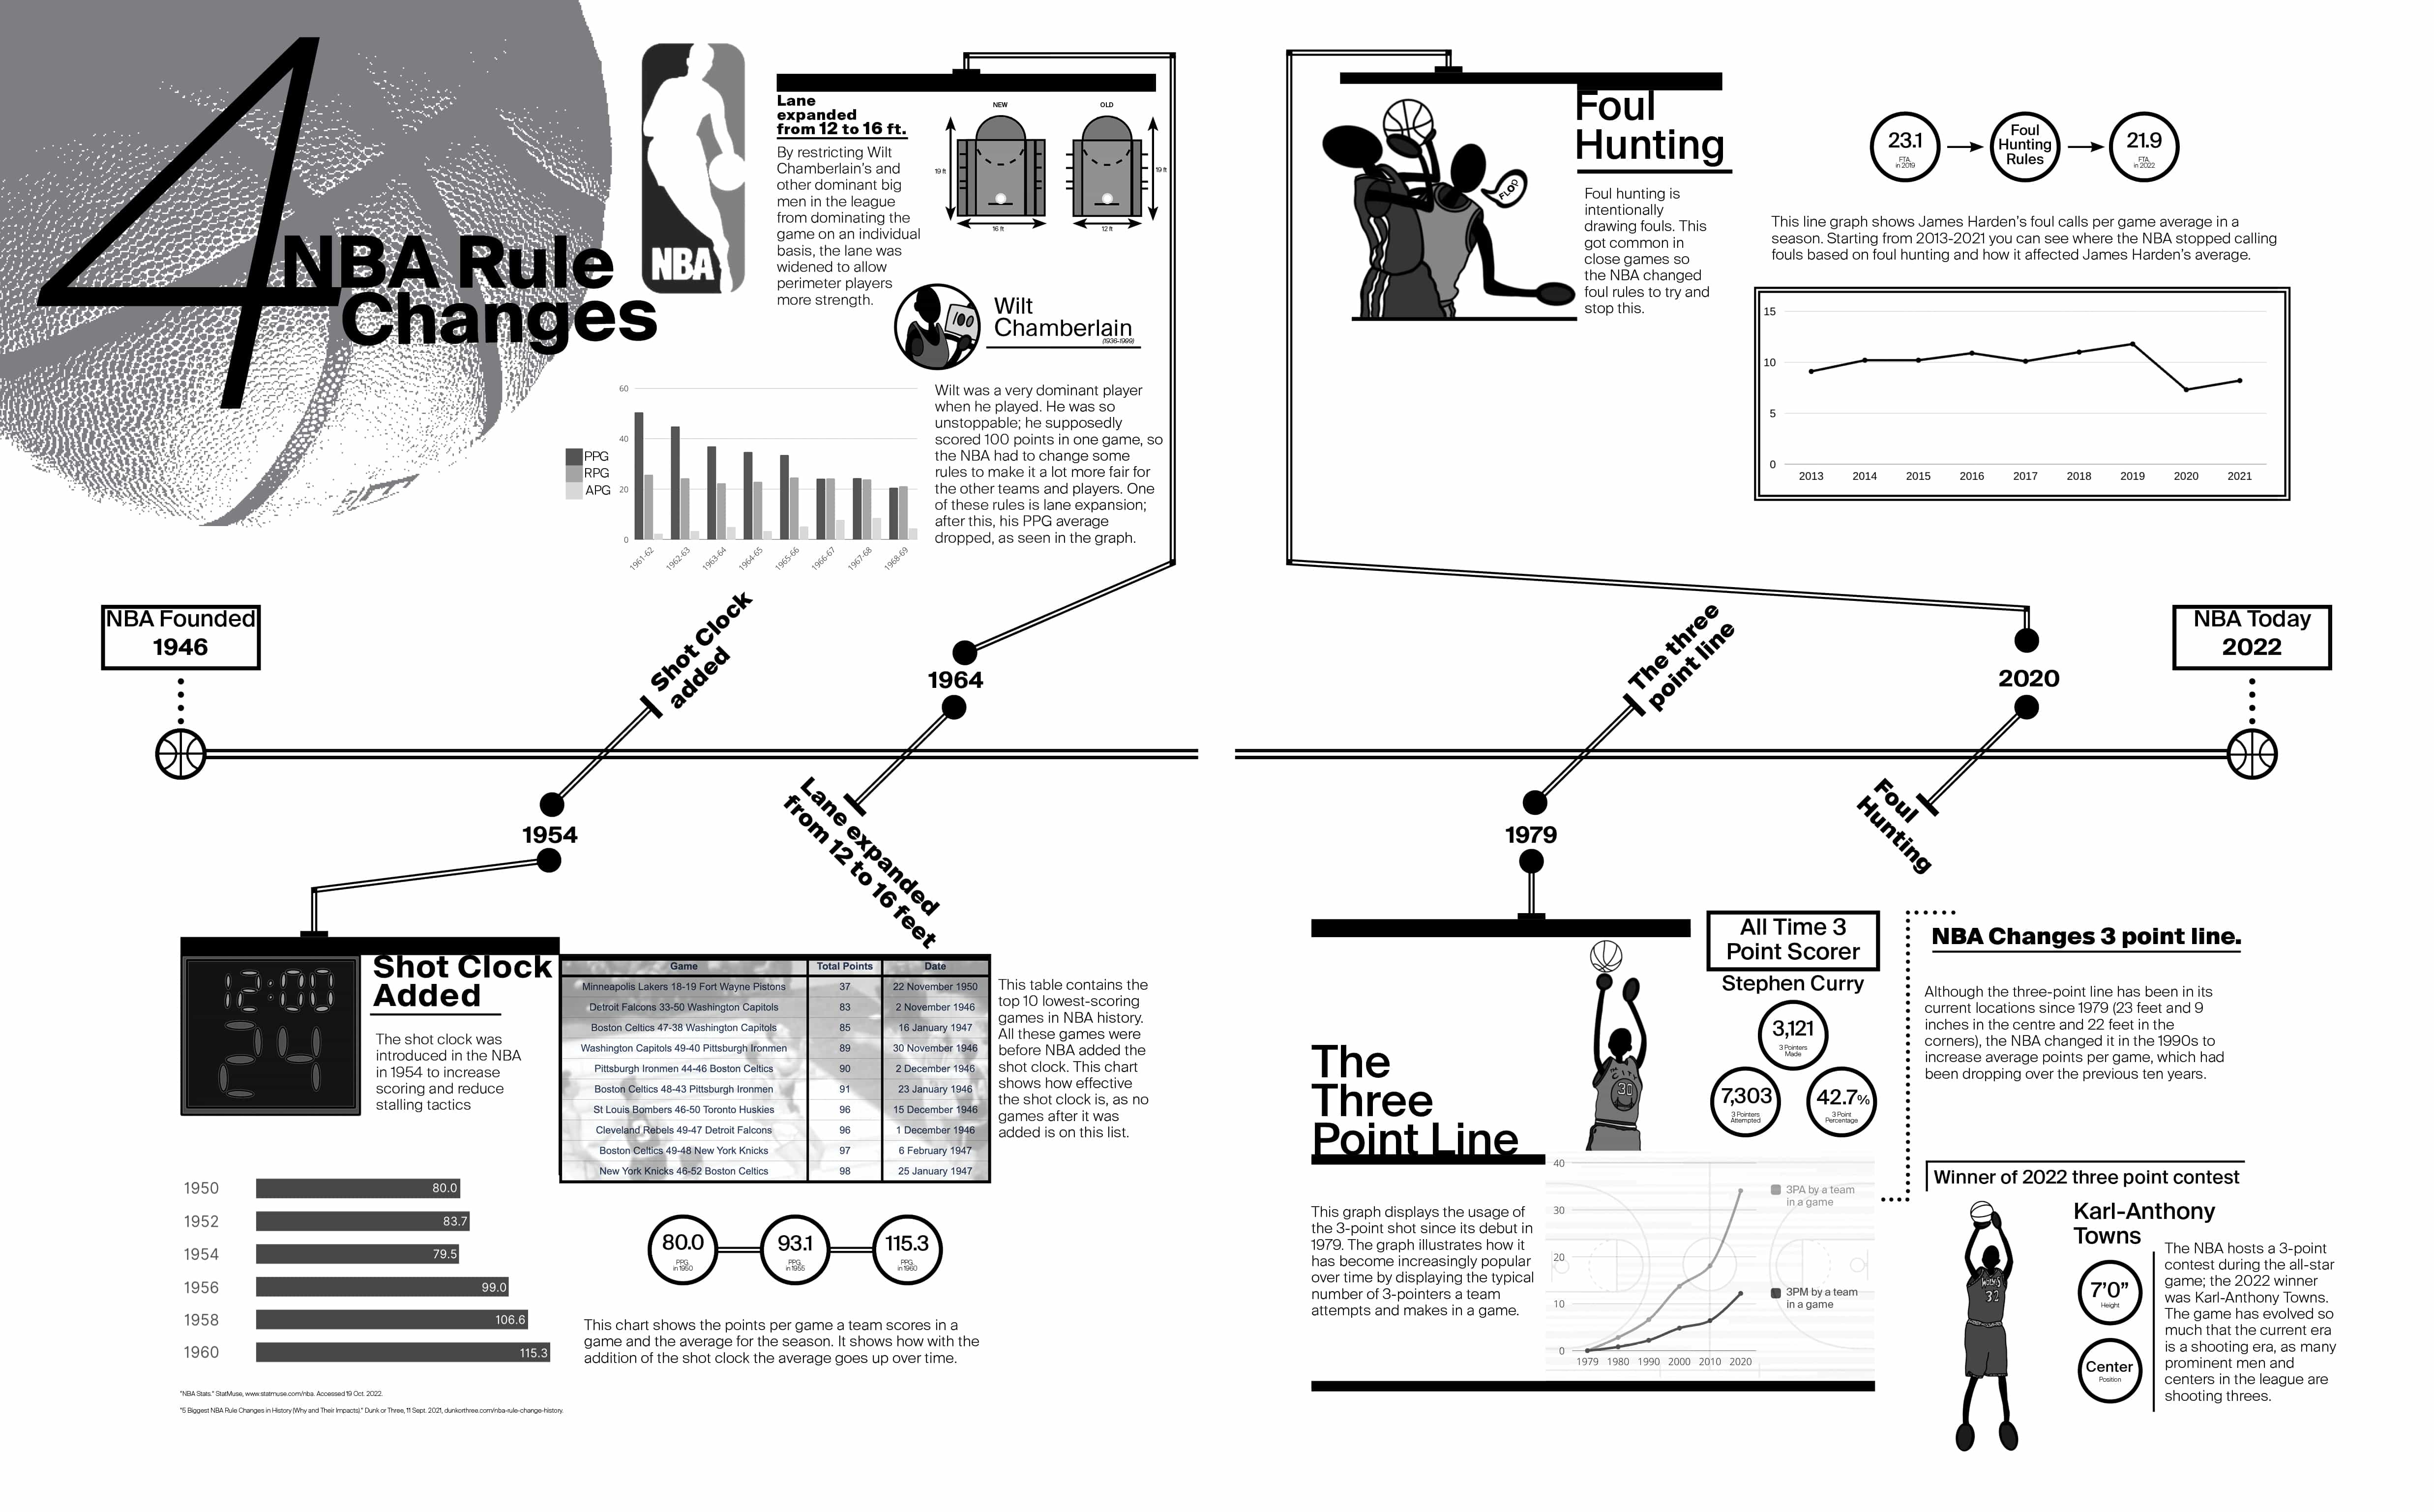 4
NBA Rule
Changes
NBA
Lane
expanded
from 12 to 16 ft.
By restricting Wilt
Chamberlain's and
other dominant big
men in the league
from dominating the
game on an individual
basis, the lane was
widened to allow
perimeter players
more strength.
NEW
19 ft
16 ft
OLD
19 ft
12 ft
100
Wilt
Chamberlain
(1936-1999)
PPG
RPG
APG
60
40
20
0
1961-62
1962-63
1963-64
1964-65
1965-66
1966-67
1967-68
1968-69
Wilt was a very dominant player
when he played. He was so
unstoppable; he supposedly
scored 100 points in one game, so
the NBA had to change some
rules to make it a lot more fair for
the other teams and players. One
of these rules is lane expansion;
after this, his PPG average
dropped, as seen in the graph.
NBA Founded
1946
Shot Clock
added
1954
1964
Lane expanded
from 12 to 16 feet
12:00
24
Shot Clock
Added
The shot clock was
introduced in the NBA
in 1954 to increase
scoring and reduce
stalling tactics
Game Total Points Date
Minneapolis Lakers 18-19 Fort Wayne Pistons 37 22 November 1950
Detroit Falcons 33-50 Washington Capitols 83 2 November 1946
Boston Celtics 47-38 Washington Capitols 85 16 January 1947
Washington Capitols 49-40 Pittsburgh Ironmen 89 30 November 1946
Pittsburgh Ironmen 44-46 Boston Celtics 90 2 December 1946
Boston Celtics 48-43 Pittsburgh Ironmen 91 23 January 1946
St Louis Bombers 46-50 Toronto Huskies 96 15 December 1946
Cleveland Rebels 49-47 Detroit Falcons 96 1 December 1946
Boston Celtics 49-48 New York Knicks 97 6 February 1947
New York Knicks 46-52 Boston Celtics 98 25 January 1947
This table contains the
top 10 lowest-scoring
games in NBA history.
All these games were
before NBA added the
shot clock. This chart
shows how effective
the shot clock is, as no
games after it was
added is on this list.
1950 80.0
1952 83.7
1954 79.5
1956 99.0
1958 106.6
1960 115.3
80.0
PPG
in 1950
93.1
PPG
in 1955
115.3
PPG
in 1960
This chart shows the points per game a team scores in a
game and the average for the season. It shows how with the
addition of the shot clock the average goes up over time.
"NBA Stats." StatMuse, www.statmuse.com/nba. Accessed 19 Oct. 2022.
"5 Biggest NBA Rule Changes in History (Why and Their Impacts)." Dunk or Three, 11 Sept. 2021, dunkorthree.com/nba-rule-change-history.
FLOP
Foul
Hunting
Foul hunting is
intentionally
drawing fouls. This
got common in
close games so
the NBA changed
foul rules to try and
stop this.
23.1
FTA
in 2019
Foul
Hunting
Rules
21.9
FTA
in 2022
This line graph shows James Harden's foul calls per game average in a
season. Starting from 2013-2021 you can see where the NBA stopped calling
fouls based on foul hunting and how it affected James Harden's average.
15
10
5
0
2013
2014
2015
2016
2017
2018
2019
2020
2021
The three
point line
1979
2020
Foul
Hunting
NBA Today
2022
The
Three
Point Line
This graph displays the usage of
the 3-point shot since its debut in
1979. The graph illustrates how it
has become increasingly popular
over time by displaying the typical
number of 3-pointers a team
attempts and makes in a game.
30
All Time 3
Point Scorer
Stephen Curry
3,121
3 Pointers
Made
7,303
3 Pointers
Attempted
42.7%
3 Point
Percentage
40
30
20
10
0
1979
1980
1990
2000
2010
2020
3PA by a team
in a game
3PM by a team
in a game
NBA Changes 3 point line.
Although the three-point line has been in its
current locations since 1979 (23 feet and 9
inches in the centre and 22 feet in the
corners), the NBA changed it in the 1990s to
increase average points per game, which had
been dropping over the previous ten years.
Winner of 2022 three point contest
32
Karl-Anthony
Towns
7'0"
Height
Center
Position
The NBA hosts a 3-point
contest during the all-star
game; the 2022 winner
was Karl-Anthony Towns.
The game has evolved so
much that the current era
is a shooting era, as many
prominent men and
centers in the league are
shooting threes.